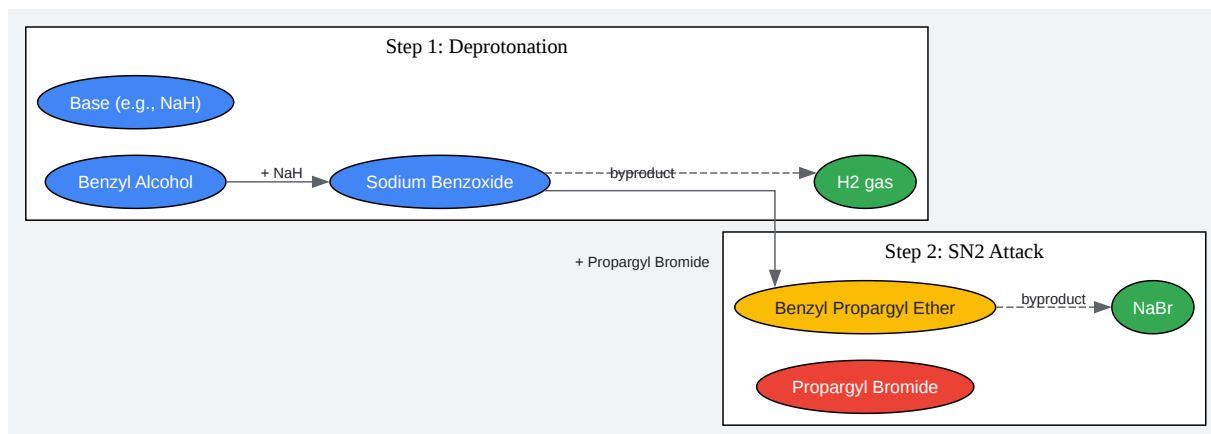 Step 1: Deprotonation
Base (e.g., NaH)
Benzyl Alcohol
+ NaH
Sodium Benzoxide
byproduct
H2 gas
+ Propargyl Bromide
Step 2: SN2 Attack
Benzyl Propargyl Ether
byproduct
NaBr
Propargyl Bromide